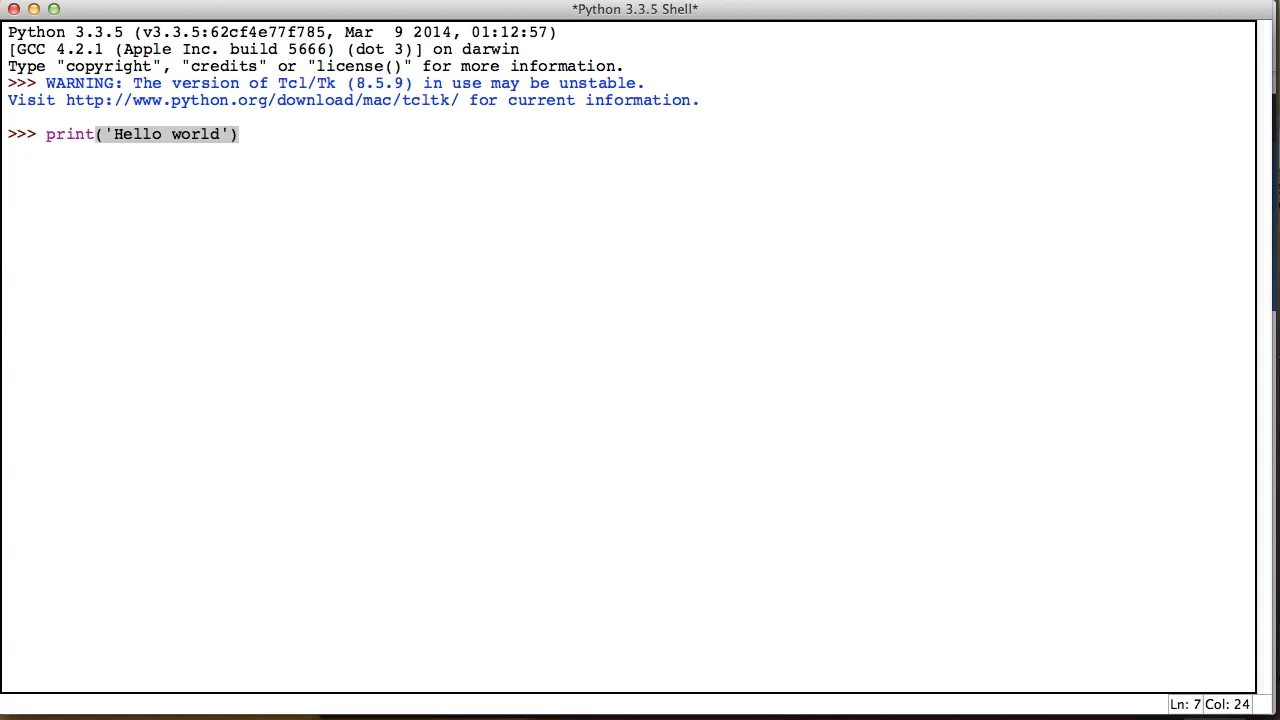 *Python 3.3.5 Shell*
Python 3.3.5 (v3.3.5:62cf4e77f785, Mar  9 2014, 01:12:57)
[GCC 4.2.1 (Apple Inc. build 5666) (dot 3)] on darwin
Type "copyright", "credits" or "license()" for more information.
>>> WARNING: The version of Tcl/Tk (8.5.9) in use may be unstable.
Visit http://www.python.org/download/mac/tcltk/ for current information.
>>> print('Hello world')
Ln: 7 Col: 24